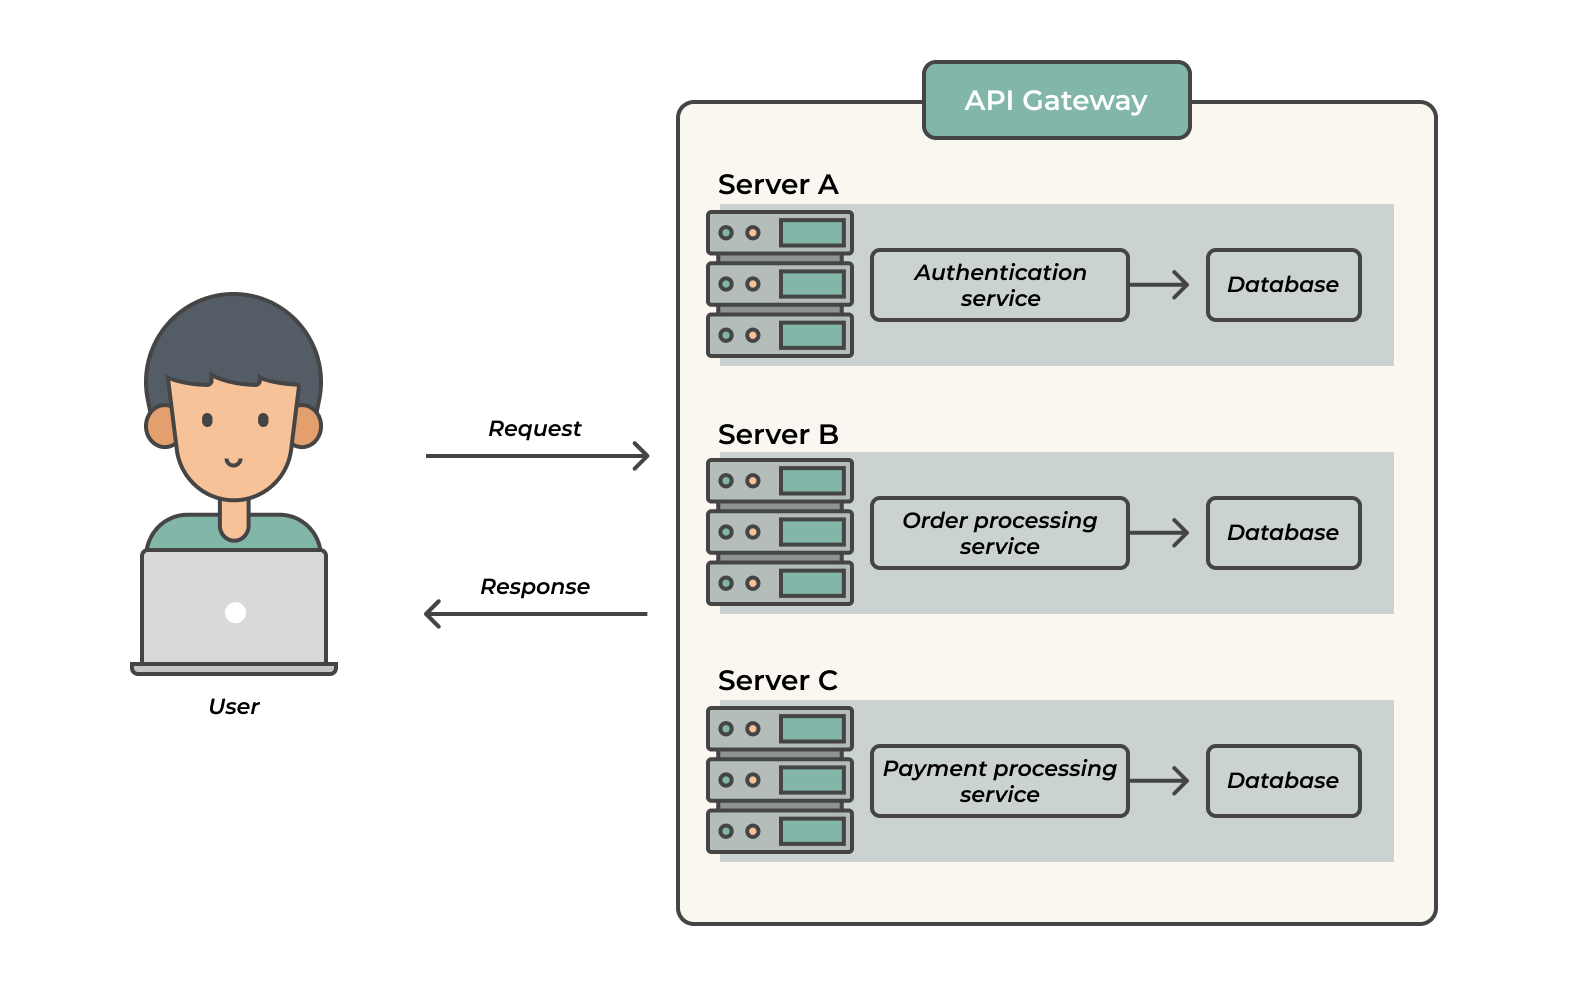 API Gateway
Server A
Authentication
service
Database
Server B
Order processing
service
Database
Server C
Payment processing
service
Database
Request
Response
User